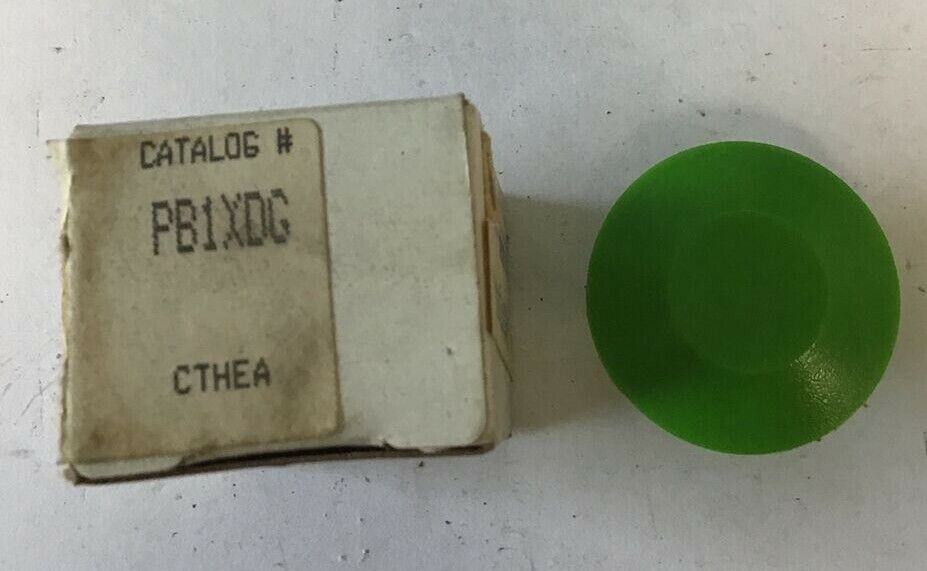 CATALOG #
PB1XDG
CTHEA